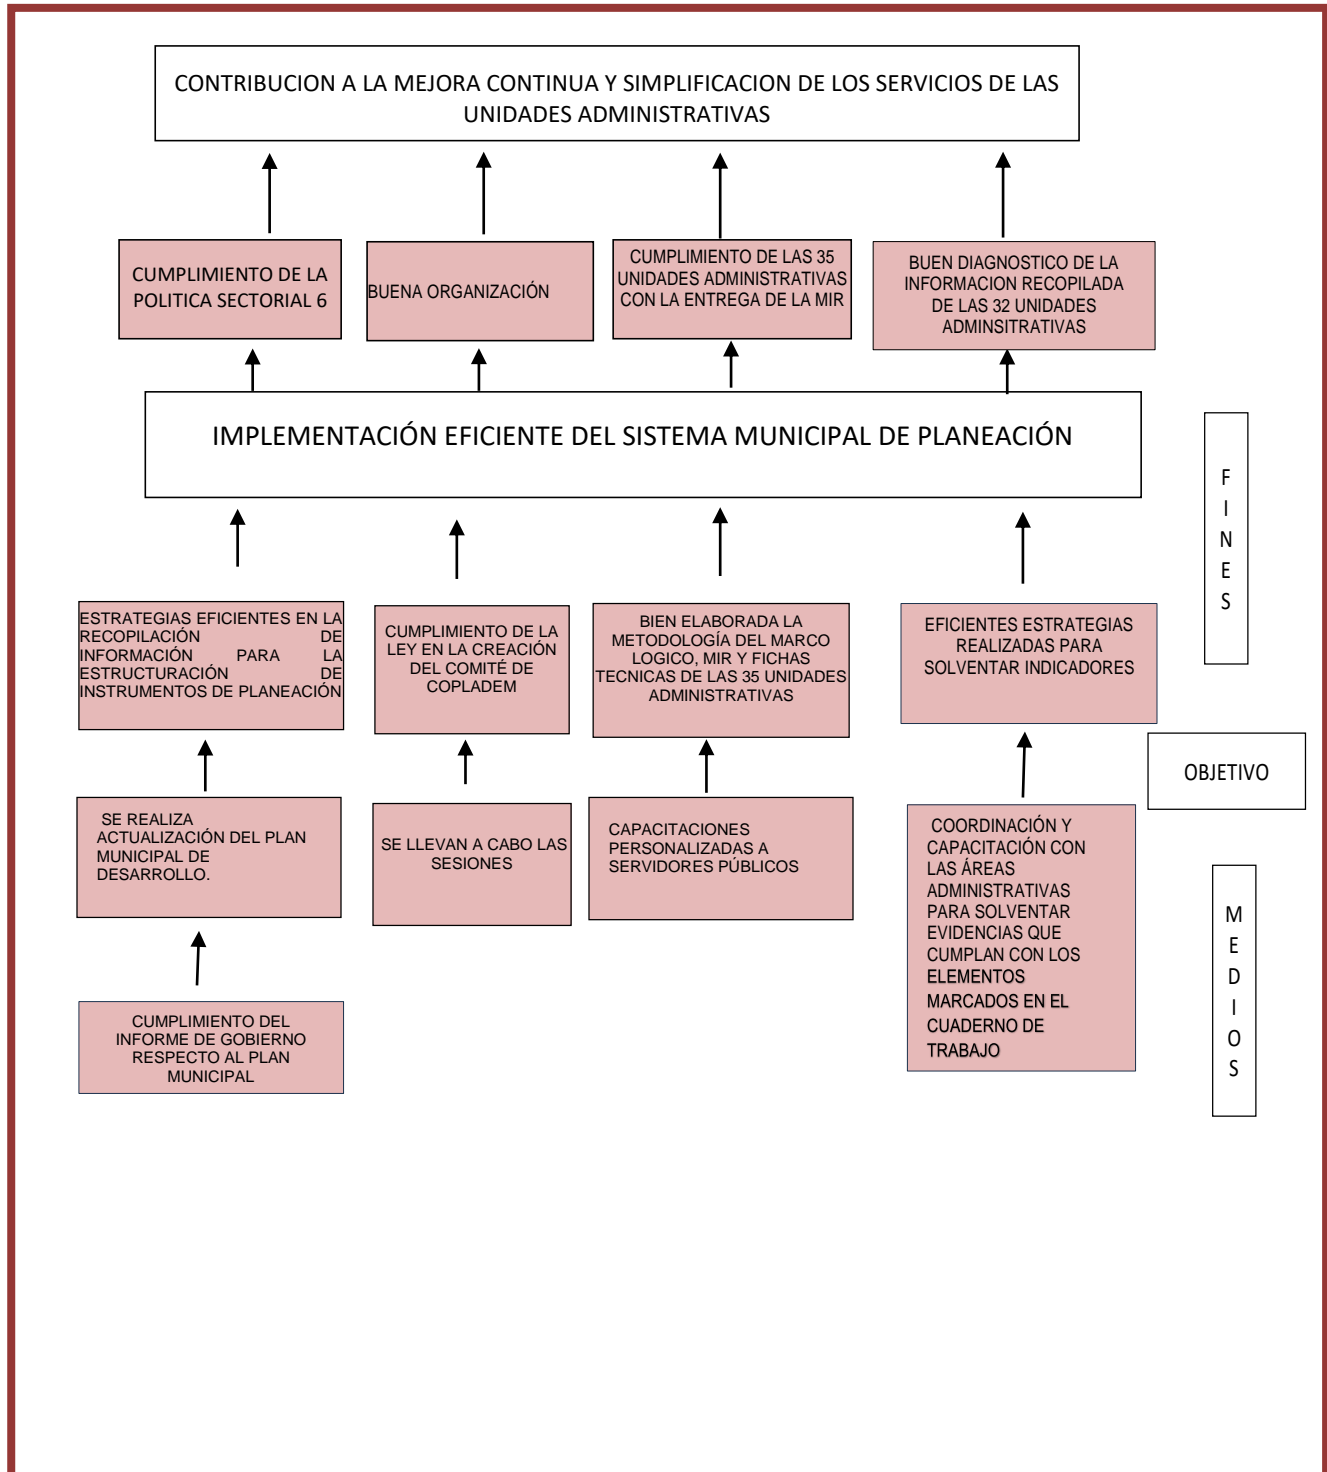 CONTRIBUCION A LA MEJORA CONTINUA Y SIMPLIFICACION DE LOS SERVICIOS DE LAS
UNIDADES ADMINISTRATIVAS
CUMPLIMIENTO DE LA
POLITICA SECTORIAL 6
BUENA ORGANIZACIÓN
CUMPLIMIENTO DE LAS 35
UNIDADES ADMINISTRATIVAS
CON LA ENTREGA DE LA MIR
BUEN DIAGNOSTICO DE LA
INFORMACION RECOPILADA
DE LAS 32 UNIDADES
ADMINSITRATIVAS
IMPLEMENTACIÓN EFICIENTE DEL SISTEMA MUNICIPAL DE PLANEACIÓN
F
I
N
E
S
ESTRATEGIAS EFICIENTES EN LA
RECOPILACIÓN DE
INFORMACIÓN PARA LA
ESTRUCTURACIÓN DE
INSTRUMENTOS DE PLANEACIÓN
CUMPLIMIENTO DE LA
LEY EN LA CREACIÓN
DEL COMITÉ DE
COPLADEM
BIEN ELABORADA LA
METODOLOGÍA DEL MARCO
LOGICO, MIR Y FICHAS
TECNICAS DE LAS 35 UNIDADES
ADMINISTRATIVAS
EFICIENTES ESTRATEGIAS
REALIZADAS PARA
SOLVENTAR INDICADORES
OBJETIVO
SE REALIZA
ACTUALIZACIÓN DEL PLAN
MUNICIPAL DE
DESARROLLO.
SE LLEVAN A CABO LAS
SESIONES
CAPACITACIONES
PERSONALIZADAS A
SERVIDORES PÚBLICOS
COORDINACIÓN Y
CAPACITACIÓN CON
LAS ÁREAS
ADMINISTRATIVAS
PARA SOLVENTAR
EVIDENCIAS QUE
CUMPLAN CON LOS
ELEMENTOS
MARCADOS EN EL
CUADERNO DE
TRABAJO
M
E
D
I
O
S
CUMPLIMIENTO DEL
INFORME DE GOBIERNO
RESPECTO AL PLAN
MUNICIPAL